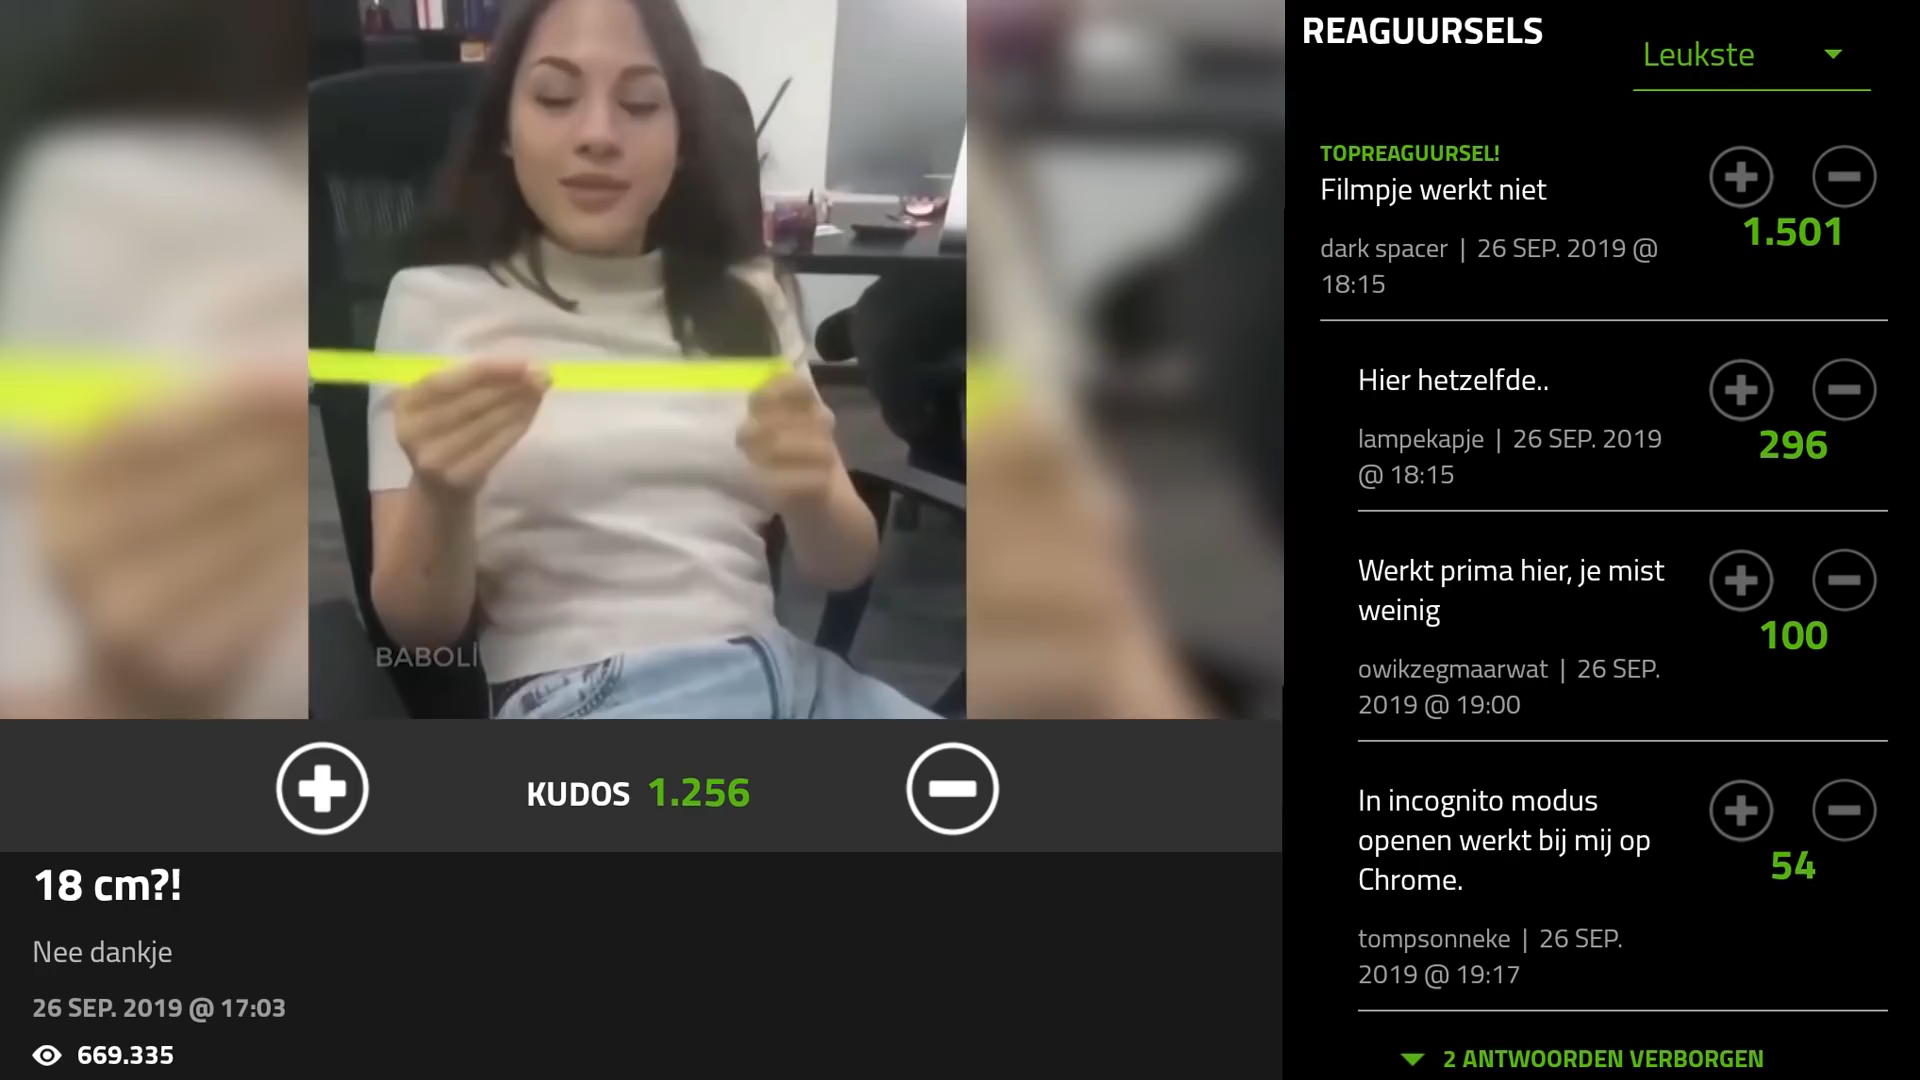 BABOLİ
KUDOS 1.256
18 cm?!
Nee dankje
26 SEP. 2019 @ 17:03
669.335
REAGUURSELS
Leukste
TOPREAGUURSEL!
Filmpje werkt niet
1.501
dark spacer | 26 SEP. 2019 @
18:15
Hier hetzelfde..
296
lampekapje | 26 SEP. 2019
@ 18:15
Werkt prima hier, je mist
weinig
100
owikzegmaarwat | 26 SEP.
2019 @ 19:00
In incognito modus
openen werkt bij mij op
Chrome.
54
tompsonneke | 26 SEP.
2019 @ 19:17
2 ANTWOORDEN VERBORGEN